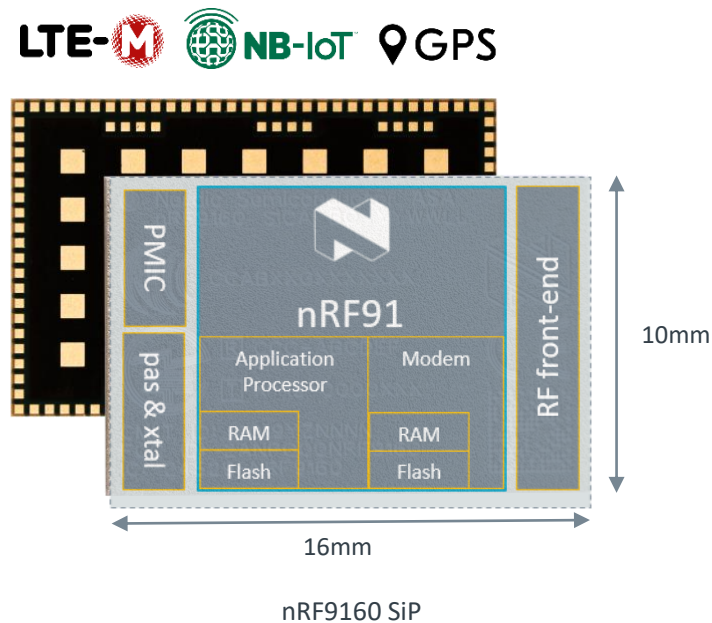 LTE-M
NB-IoT
GPS
PMIC
pas & xtal
nRF91
Application
Processor
RAM
Flash
Modem
RAM
Flash
RF front-end
10mm
16mm
nRF9160 SiP